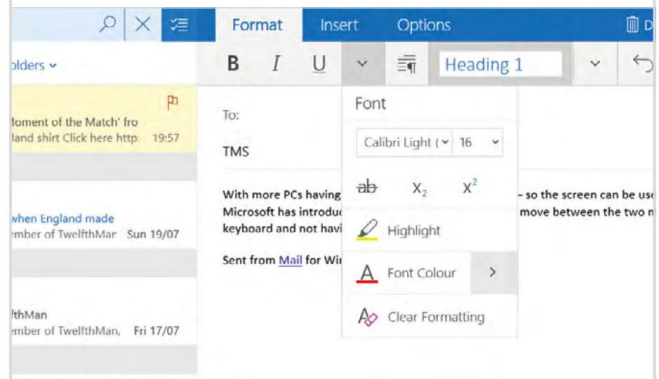 Format Insert Options D
olders
B I U Heading 1
Moment of the Match' fro
land shirt Click here http 19:57
when England made
ember of TwelfthMan Sun 19/07
fthMan
ember of TwelfthMan, Fri 17/07
To:
TMS
With more PCs having
Microsoft has introduc
keyboard and not havi
Sent from Mail for Wi
– so the screen can be use
move between the two m
Font
Calibri Light ( 16
ab X₂ X²
Highlight
A Font Colour >
A Clear Formatting